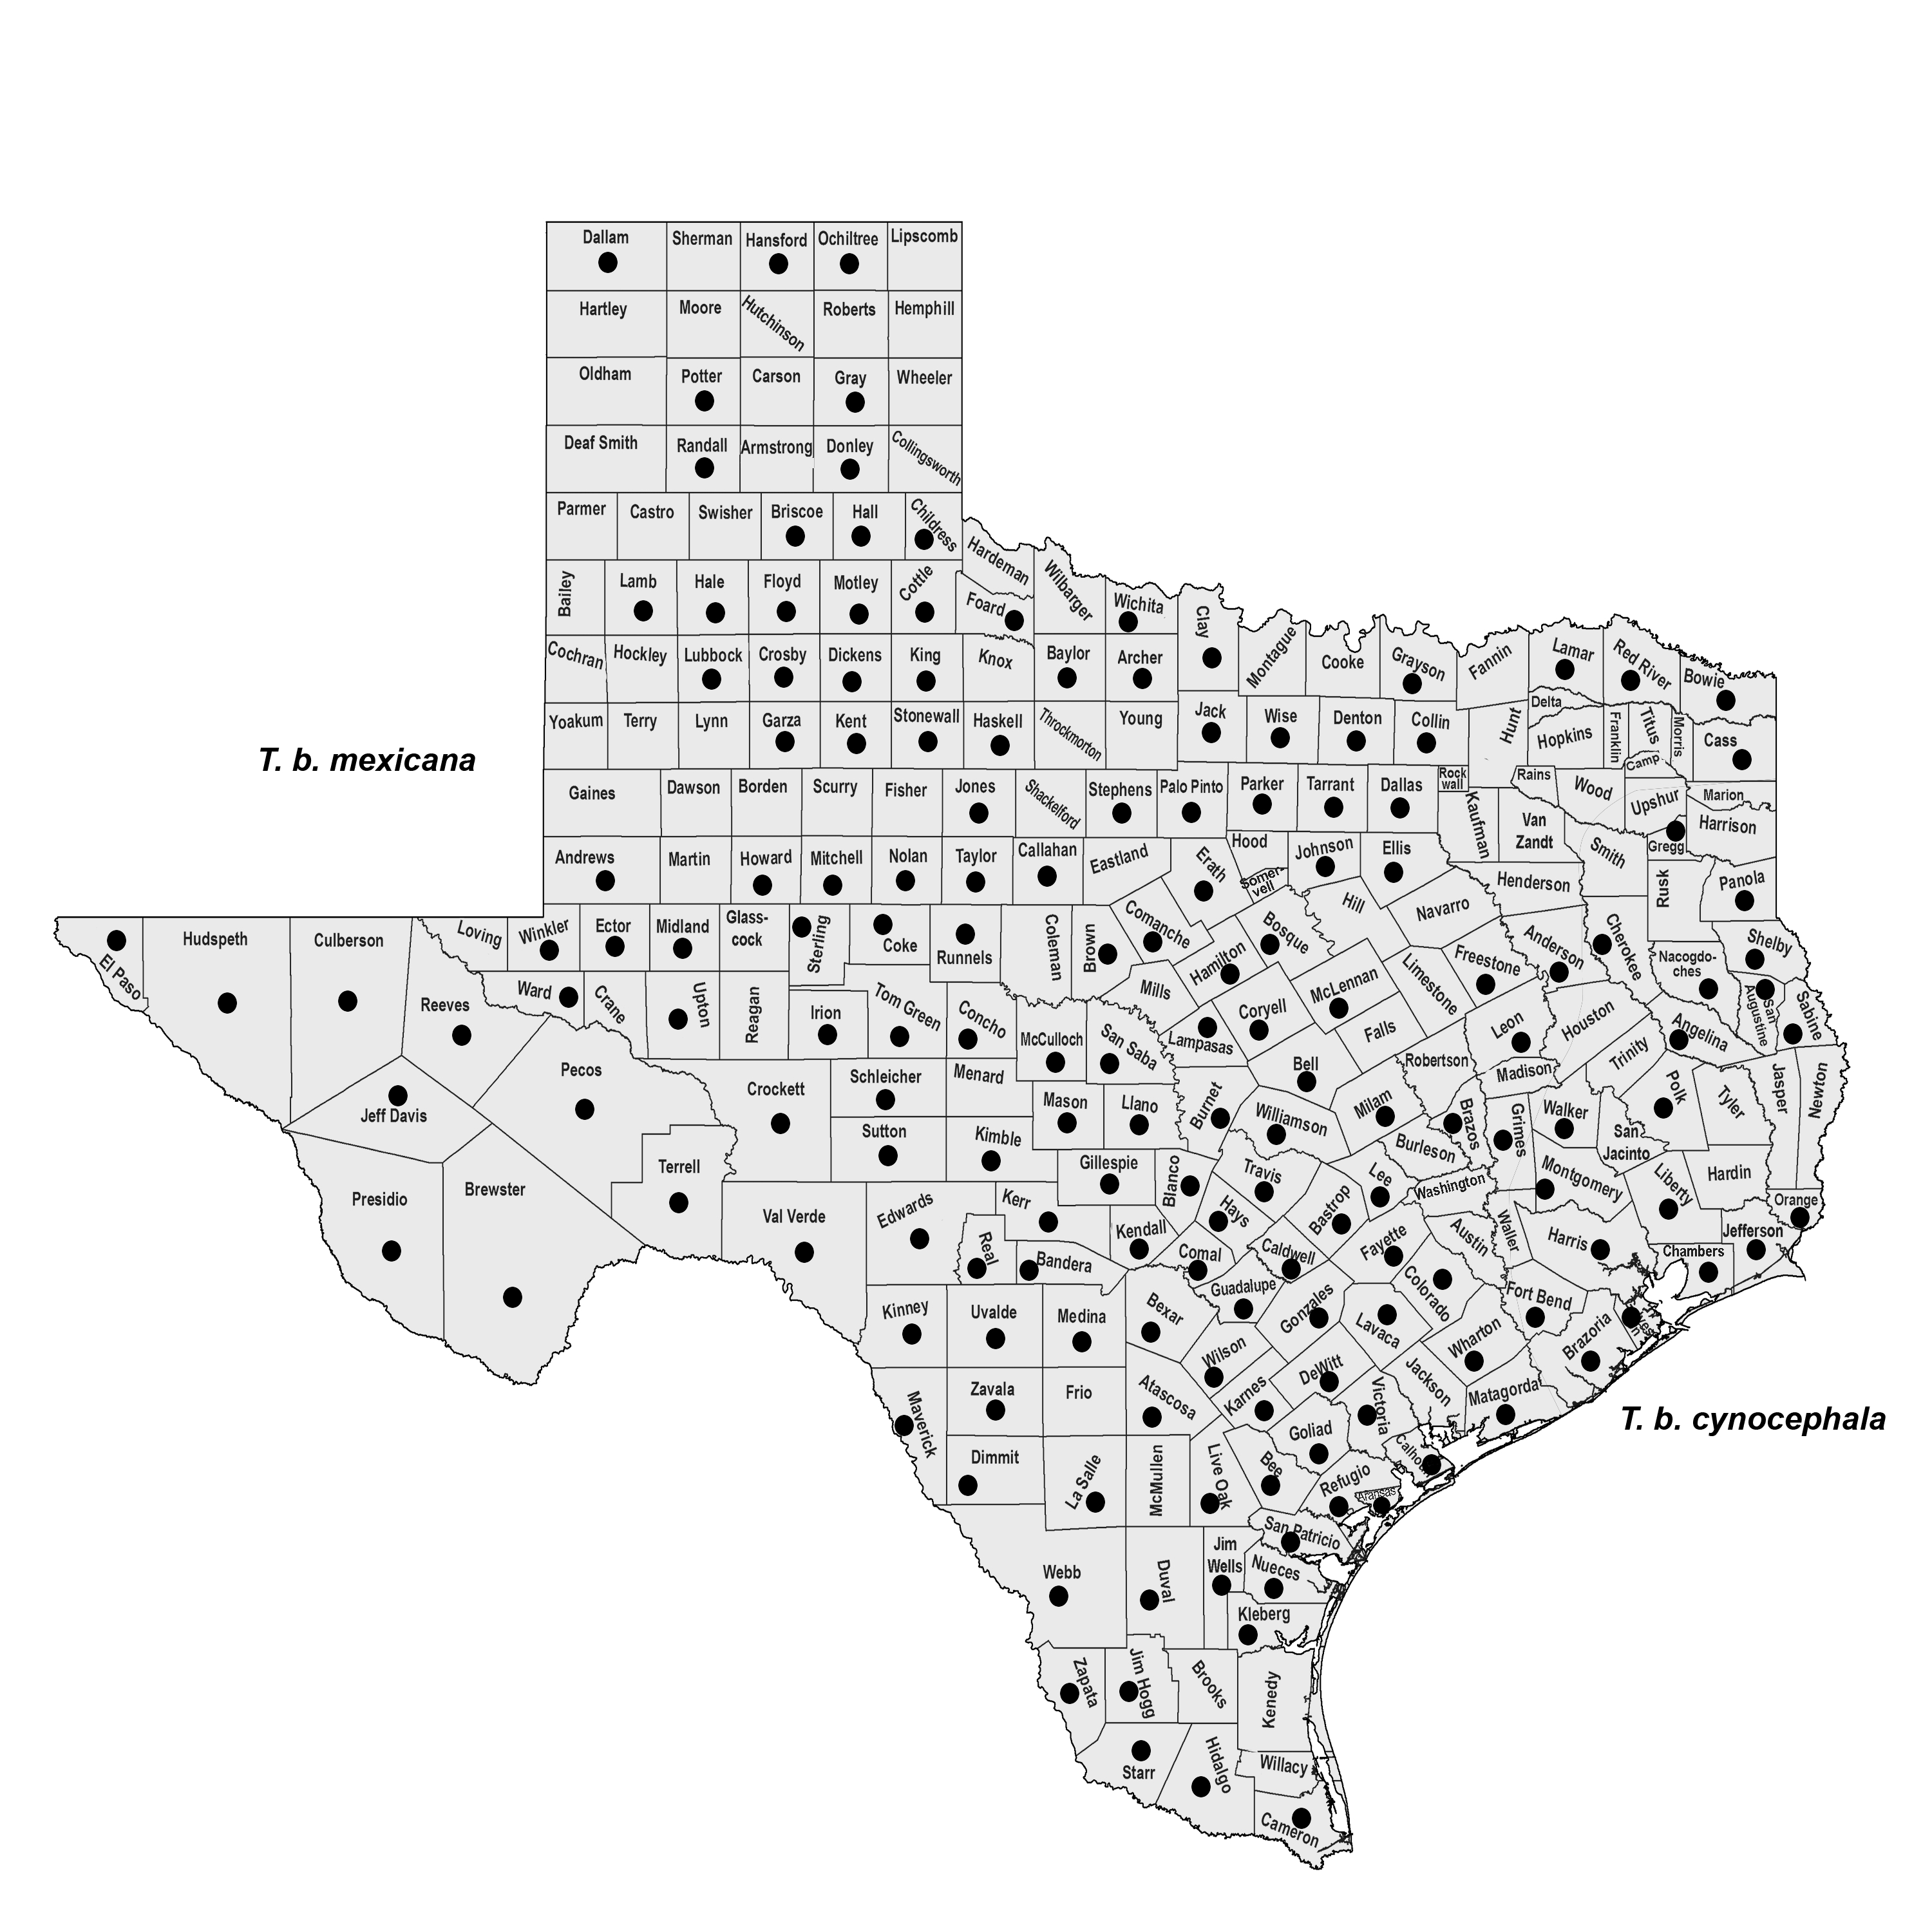 Dallam
Sherman
Hansford
Ochiltree
Lipscomb
Hartley
Moore
Hutchinson
Roberts
Hemphill
Oldham
Potter
Carson
Gray
Wheeler
Deaf Smith
Randall
Armstrong
Donley
Collingsworth
Parmer
Castro
Swisher
Briscoe
Hall
Childress
Hardeman
Bailey
Lamb
Hale
Floyd
Motley
Cottle
Foard
Wilbarger
Wichita
Clay
Cochran
Hockley
Lubbock
Crosby
Dickens
King
Knox
Baylor
Archer
Montague
Cooke
Grayson
Fannin
Lamar
Red River
Bowie
Yoakum
Terry
Lynn
Garza
Kent
Stonewall
Haskell
Throckmorton
Young
Jack
Wise
Denton
Collin
Hunt
Delta
Hopkins
Franklin
Titus
Morris
Cass
T. b. mexicana
Gaines
Dawson
Borden
Scurry
Fisher
Jones
Shackelford
Stephens
Palo Pinto
Parker
Tarrant
Dallas
Rock
wall
Kaufman
Rains
Wood
Camp
Upshur
Marion
Harrison
Andrews
Martin
Howard
Mitchell
Nolan
Taylor
Callahan
Eastland
Erath
Hood
Somer-
vell
Johnson
Ellis
Van
Zandt
Smith
Gregg
Henderson
Rusk
Panola
El Paso
Hudspeth
Culberson
Loving
Winkler
Ector
Midland
Glass-
cock
Sterling
Coke
Runnels
Coleman
Brown
Comanche
Hamilton
Bosque
Hill
Navarro
Freestone
Anderson
Cherokee
Nacogdo-
ches
Shelby
San
Augustine
Sabine
Reeves
Ward
Crane
Upton
Reagan
Irion
Tom Green
Concho
McCulloch
San Saba
Mills
Lampasas
Coryell
McLennan
Limestone
Falls
Leon
Houston
Angelina
Trinity
Jeff Davis
Pecos
Crockett
Schleicher
Menard
Mason
Llano
Burnet
Bell
Milam
Robertson
Madison
Brazos
Grimes
Walker
San
Jacinto
Polk
Tyler
Jasper
Newton
Presidio
Brewster
Terrell
Sutton
Kimble
Gillespie
Blanco
Williamson
Travis
Burleson
Lee
Washington
Montgomery
Liberty
Hardin
Orange
Val Verde
Edwards
Kerr
Real
Bandera
Kendall
Hays
Comal
Caldwell
Bastrop
Fayette
Austin
Waller
Harris
Jefferson
Chambers
Kinney
Uvalde
Medina
Bexar
Guadalupe
Gonzales
Lavaca
Colorado
Fort Bend
Wharton
Brazoria
Maverick
Zavala
Frio
Atascosa
Wilson
Karnes
DeWitt
Victoria
Jackson
Matagorda
T. b. cynocephala
Dimmit
La Salle
McMullen
Live Oak
Bee
Goliad
Refugio
Aransas
San Patricio
Webb
Duval
Jim
Wells
Nueces
Kleberg
Zapata
Jim Hogg
Brooks
Kenedy
Starr
Hidalgo
Willacy
Cameron